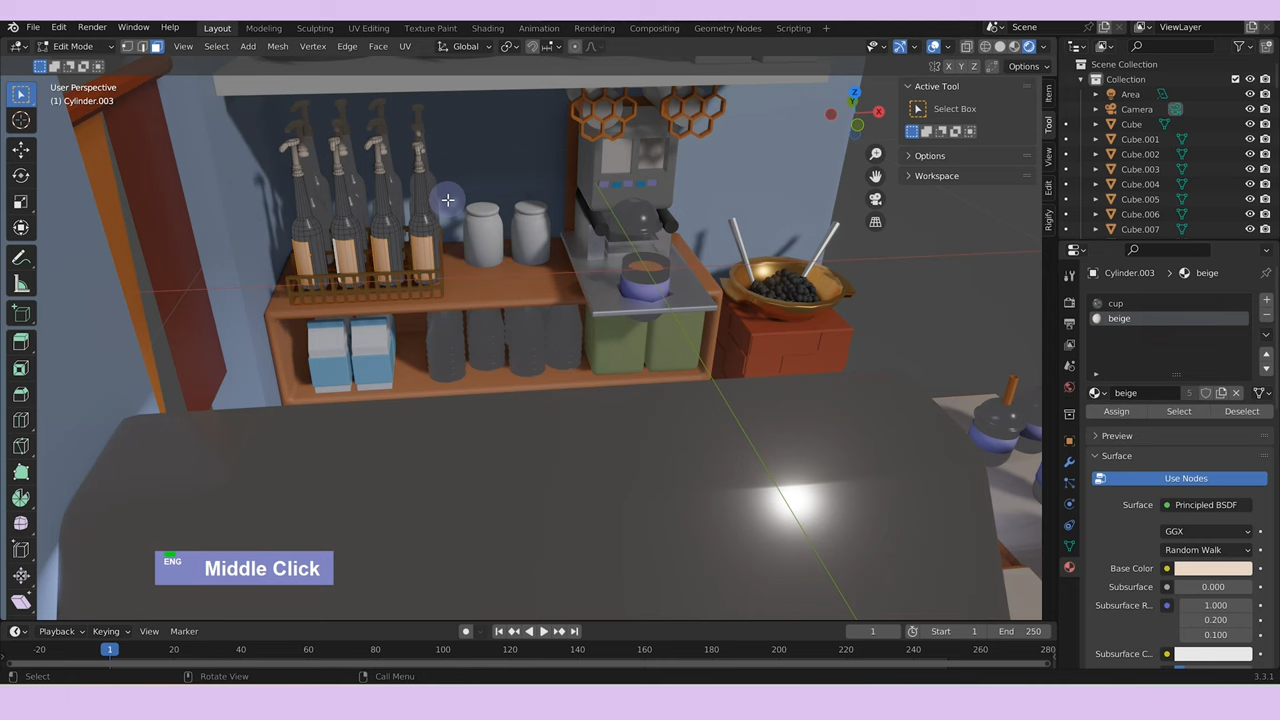 File Edit Render Window Help Layout Modeling Sculpting UV Editing Texture Paint Shading Animation Rendering Compositing Geometry Nodes Scripting + Scene ViewLayer
Edit Mode View Select Add Mesh Vertex Edge Face UV Global
X Y Z Options
User Perspective
(1) Cylinder.003
Z
Y
X
Active Tool
Select Box
Options
Workspace
Item
Tool
View
Edit
Rigify
Scene Collection
Collection
Area
Camera
Cube
Cube.001
Cube.002
Cube.003
Cube.004
Cube.005
Cube.006
Cube.007
Cylinder.003 beige
cup
beige
beige 5
Assign Select Deselect
Preview
Surface
Use Nodes
Surface Principled BSDF
GGX
Random Walk
Base Color
Subsurface 0.000
Subsurface R... 1.000
0.200
0.100
Subsurface C...
ENG Middle Click
Playback Keying View Marker 1 Start 1 End 250
-20 1 20 40 60 80 100 120 140 160 180 200 220 240 260 280
Select Rotate View Call Menu 3.3.1